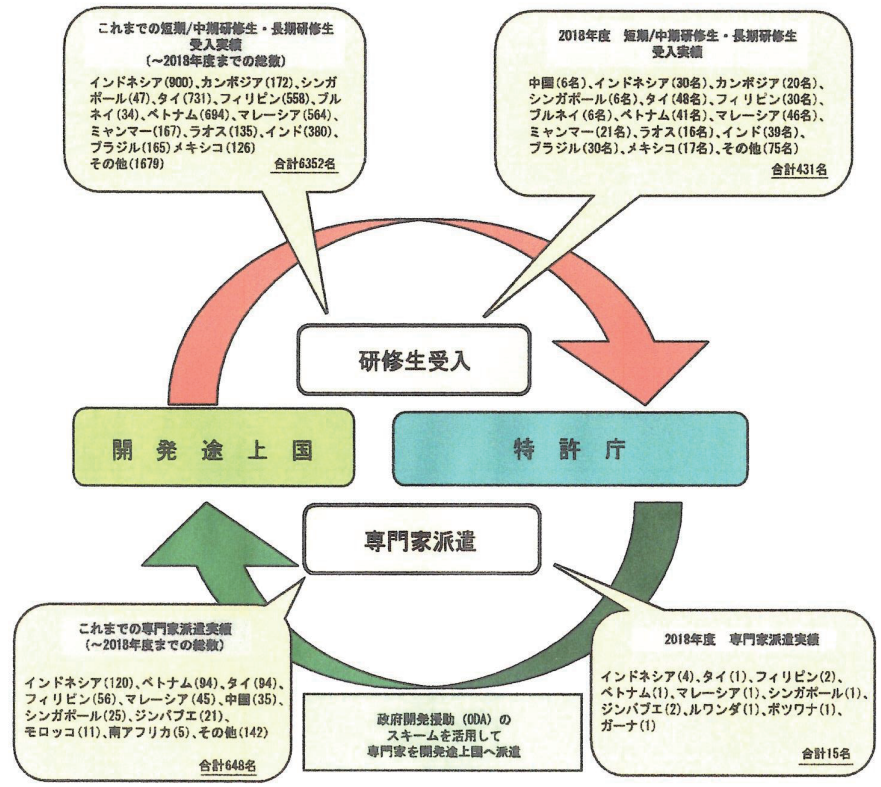 これまでの短期/中期研修生・長期研修生
受入実績
(～2018年度までの総数)
インドネシア(900)、カンボジア(172)、シンガ
ポール(47)、タイ(731)、フィリピン(558)、ブル
ネイ(34)、ベトナム(694)、マレーシア(564)、
ミャンマー(167)、ラオス(135)、インド(380)、
ブラジル(165)メキシコ(126)
その他(1679)
合計6352名
2018年度 短期/中期研修生・長期研修生
受入実績
中国(6名)、インドネシア(30名)、カンボジア(20名)、
シンガポール(6名)、タイ(48名)、フィリピン(30名)、
ブルネイ(6名)、ベトナム(41名)、マレーシア(46名)、
ミャンマー(21名)、ラオス(16名)、インド(39名)、
ブラジル(30名)、メキシコ(17名)、その他(75名)
合計431名
研修生受入
開発途上国
特許庁
専門家派遣
これまでの専門家派遣実績
(～2018年度までの総数)
インドネシア(120)、ベトナム(94)、タイ(94)、
フィリピン(56)、マレーシア(45)、中国(35)、
シンガポール(25)、ジンバブエ(21)、
モロッコ(11)、南アフリカ(5)、その他(142)
合計648名
政府開発援助(ODA)の
スキームを活用して
専門家を開発途上国へ派遣
2018年度 専門家派遣実績
インドネシア(4)、タイ(1)、フィリピン(2)、
ベトナム(1)、マレーシア(1)、シンガポール(1)、
ジンバブエ(2)、ルワンダ(1)、ボツワナ(1)、
ガーナ(1)
合計15名